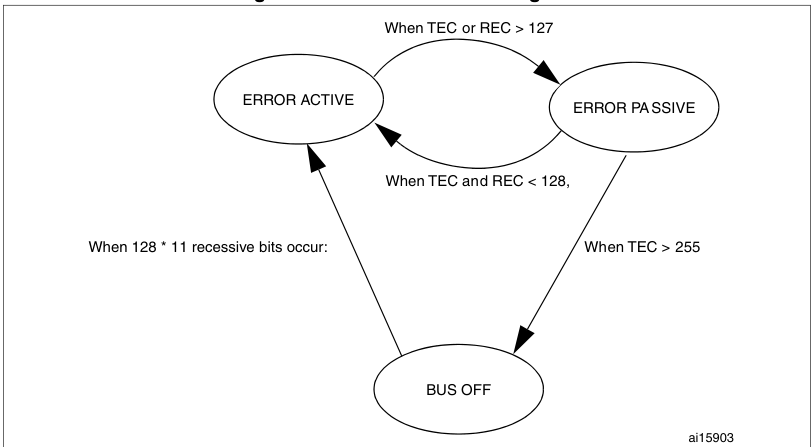 When TEC or REC > 127
ERROR ACTIVE
ERROR PASSIVE
When TEC and REC < 128,
When 128 * 11 recessive bits occur:
When TEC > 255
BUS OFF
ai15903